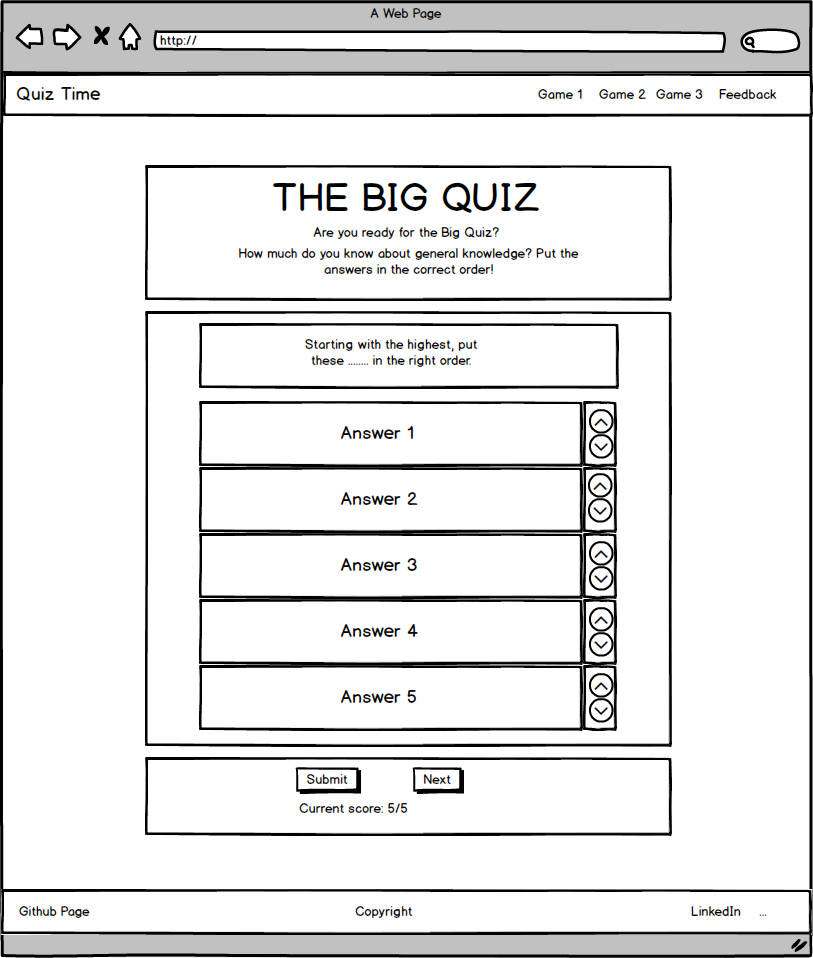 A Web Page
http://
Quiz Time
Game 1 Game 2 Game 3 Feedback
THE BIG QUIZ
Are you ready for the Big Quiz?
How much do you know about general knowledge? Put the
answers in the correct order!
Starting with the highest, put
these ........ in the right order.
Answer 1
Answer 2
Answer 3
Answer 4
Answer 5
Submit Next
Current score: 5/5
Github Page Copyright LinkedIn ...